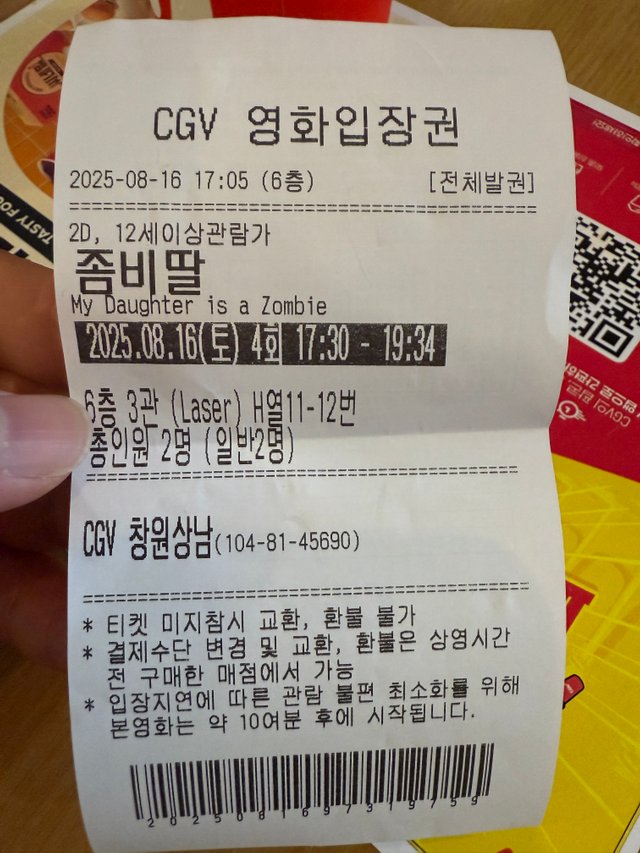 CGV 영화입장권
2025-08-16 17:05 (6층) [전체발권]
2D, 12세이상관람가
좀비딸
My Daughter is a Zombie
2025.08.16(토) 4회 17:30 - 19:34
6층 3관 (Laser) H열11-12번
총인원 2명 (일반2명)
CGV 창원상남(104-81-45690)
* 티켓 미지참시 교환, 환불 불가
* 결제수단 변경 및 교환, 환불은 상영시간
전 구매한 매점에서 가능
* 입장지연에 따른 관람 불편 최소화를 위해
본영화는 약 10여분 후에 시작됩니다.
2025081697319759
TASTY